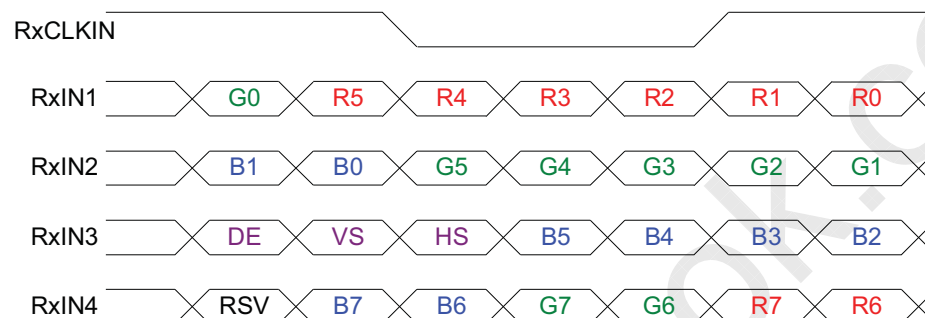 RxCLKIN
RxIN1 G0 R5 R4 R3 R2 R1 R0
RxIN2 B1 B0 G5 G4 G3 G2 G1
RxIN3 DE VS HS B5 B4 B3 B2
RxIN4 RSV B7 B6 G7 G6 R7 R6